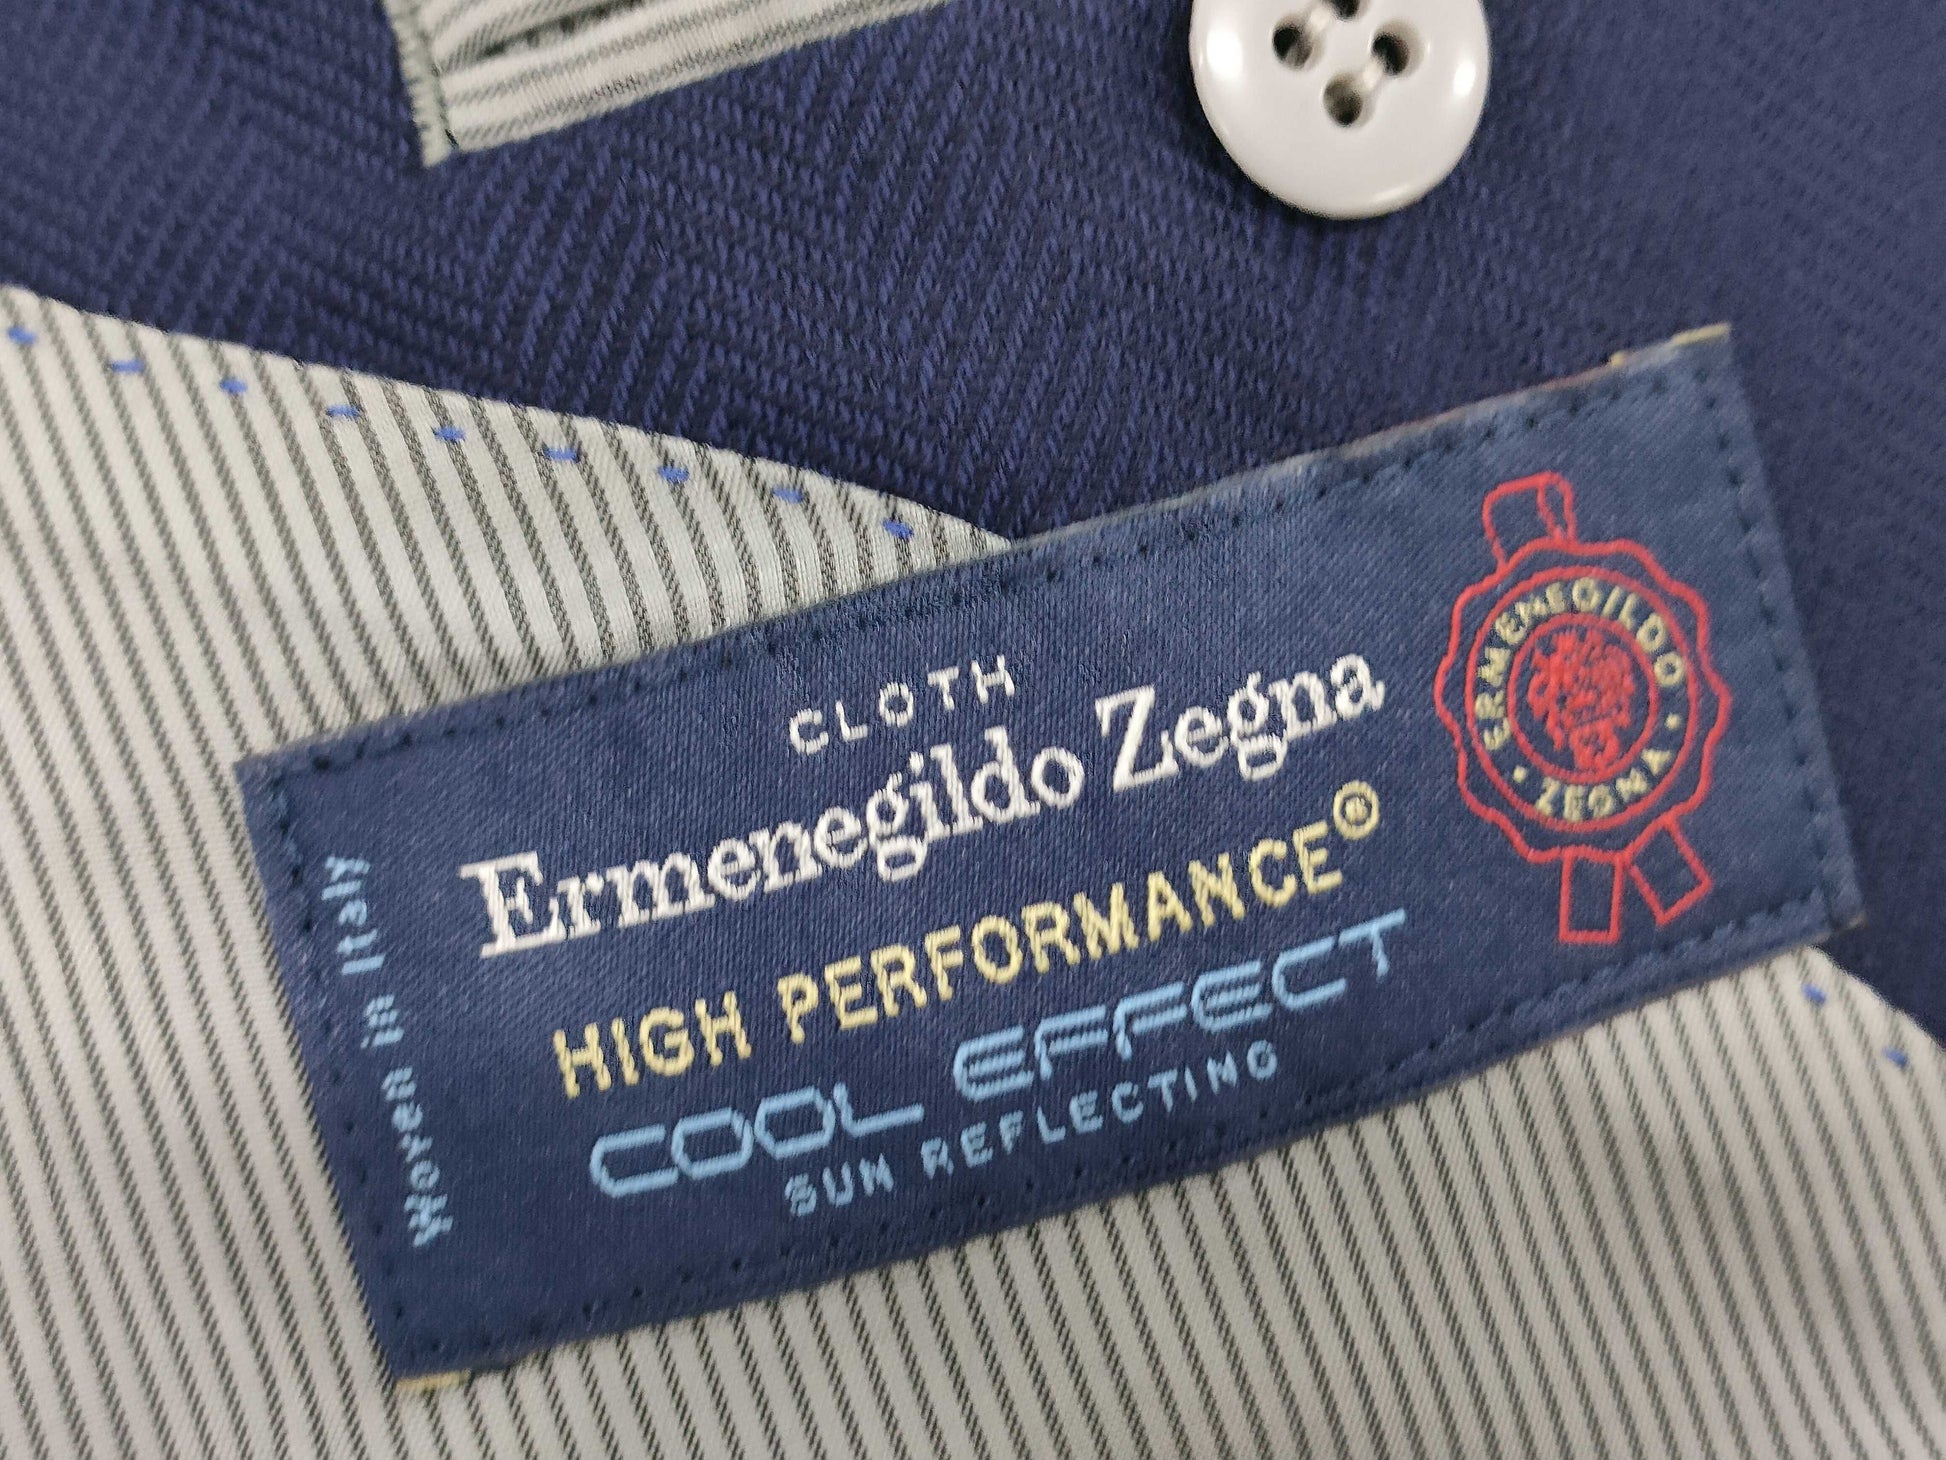 CLOTH
Ermenegildo Zegna
HIGH PERFORMANCE®
COOL EFFECT
SUN REFLECTING
Woven in Italy
ERMENEGILDO
· ZEGNA ·